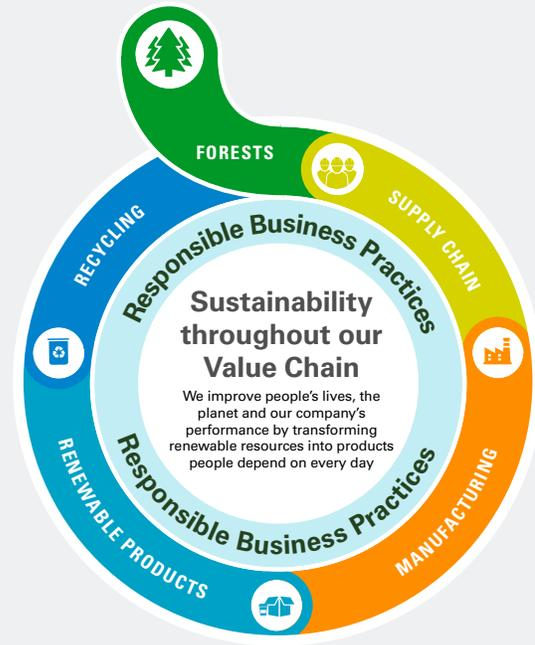 FORESTS
SUPPLY CHAIN
RECYCLING
Responsible Business Practices
Sustainability
throughout our
Value Chain
We improve people’s lives, the
planet and our company’s
performance by transforming
renewable resources into products
people depend on every day
Responsible Business Practices
RENEWABLE PRODUCTS
MANUFACTURING